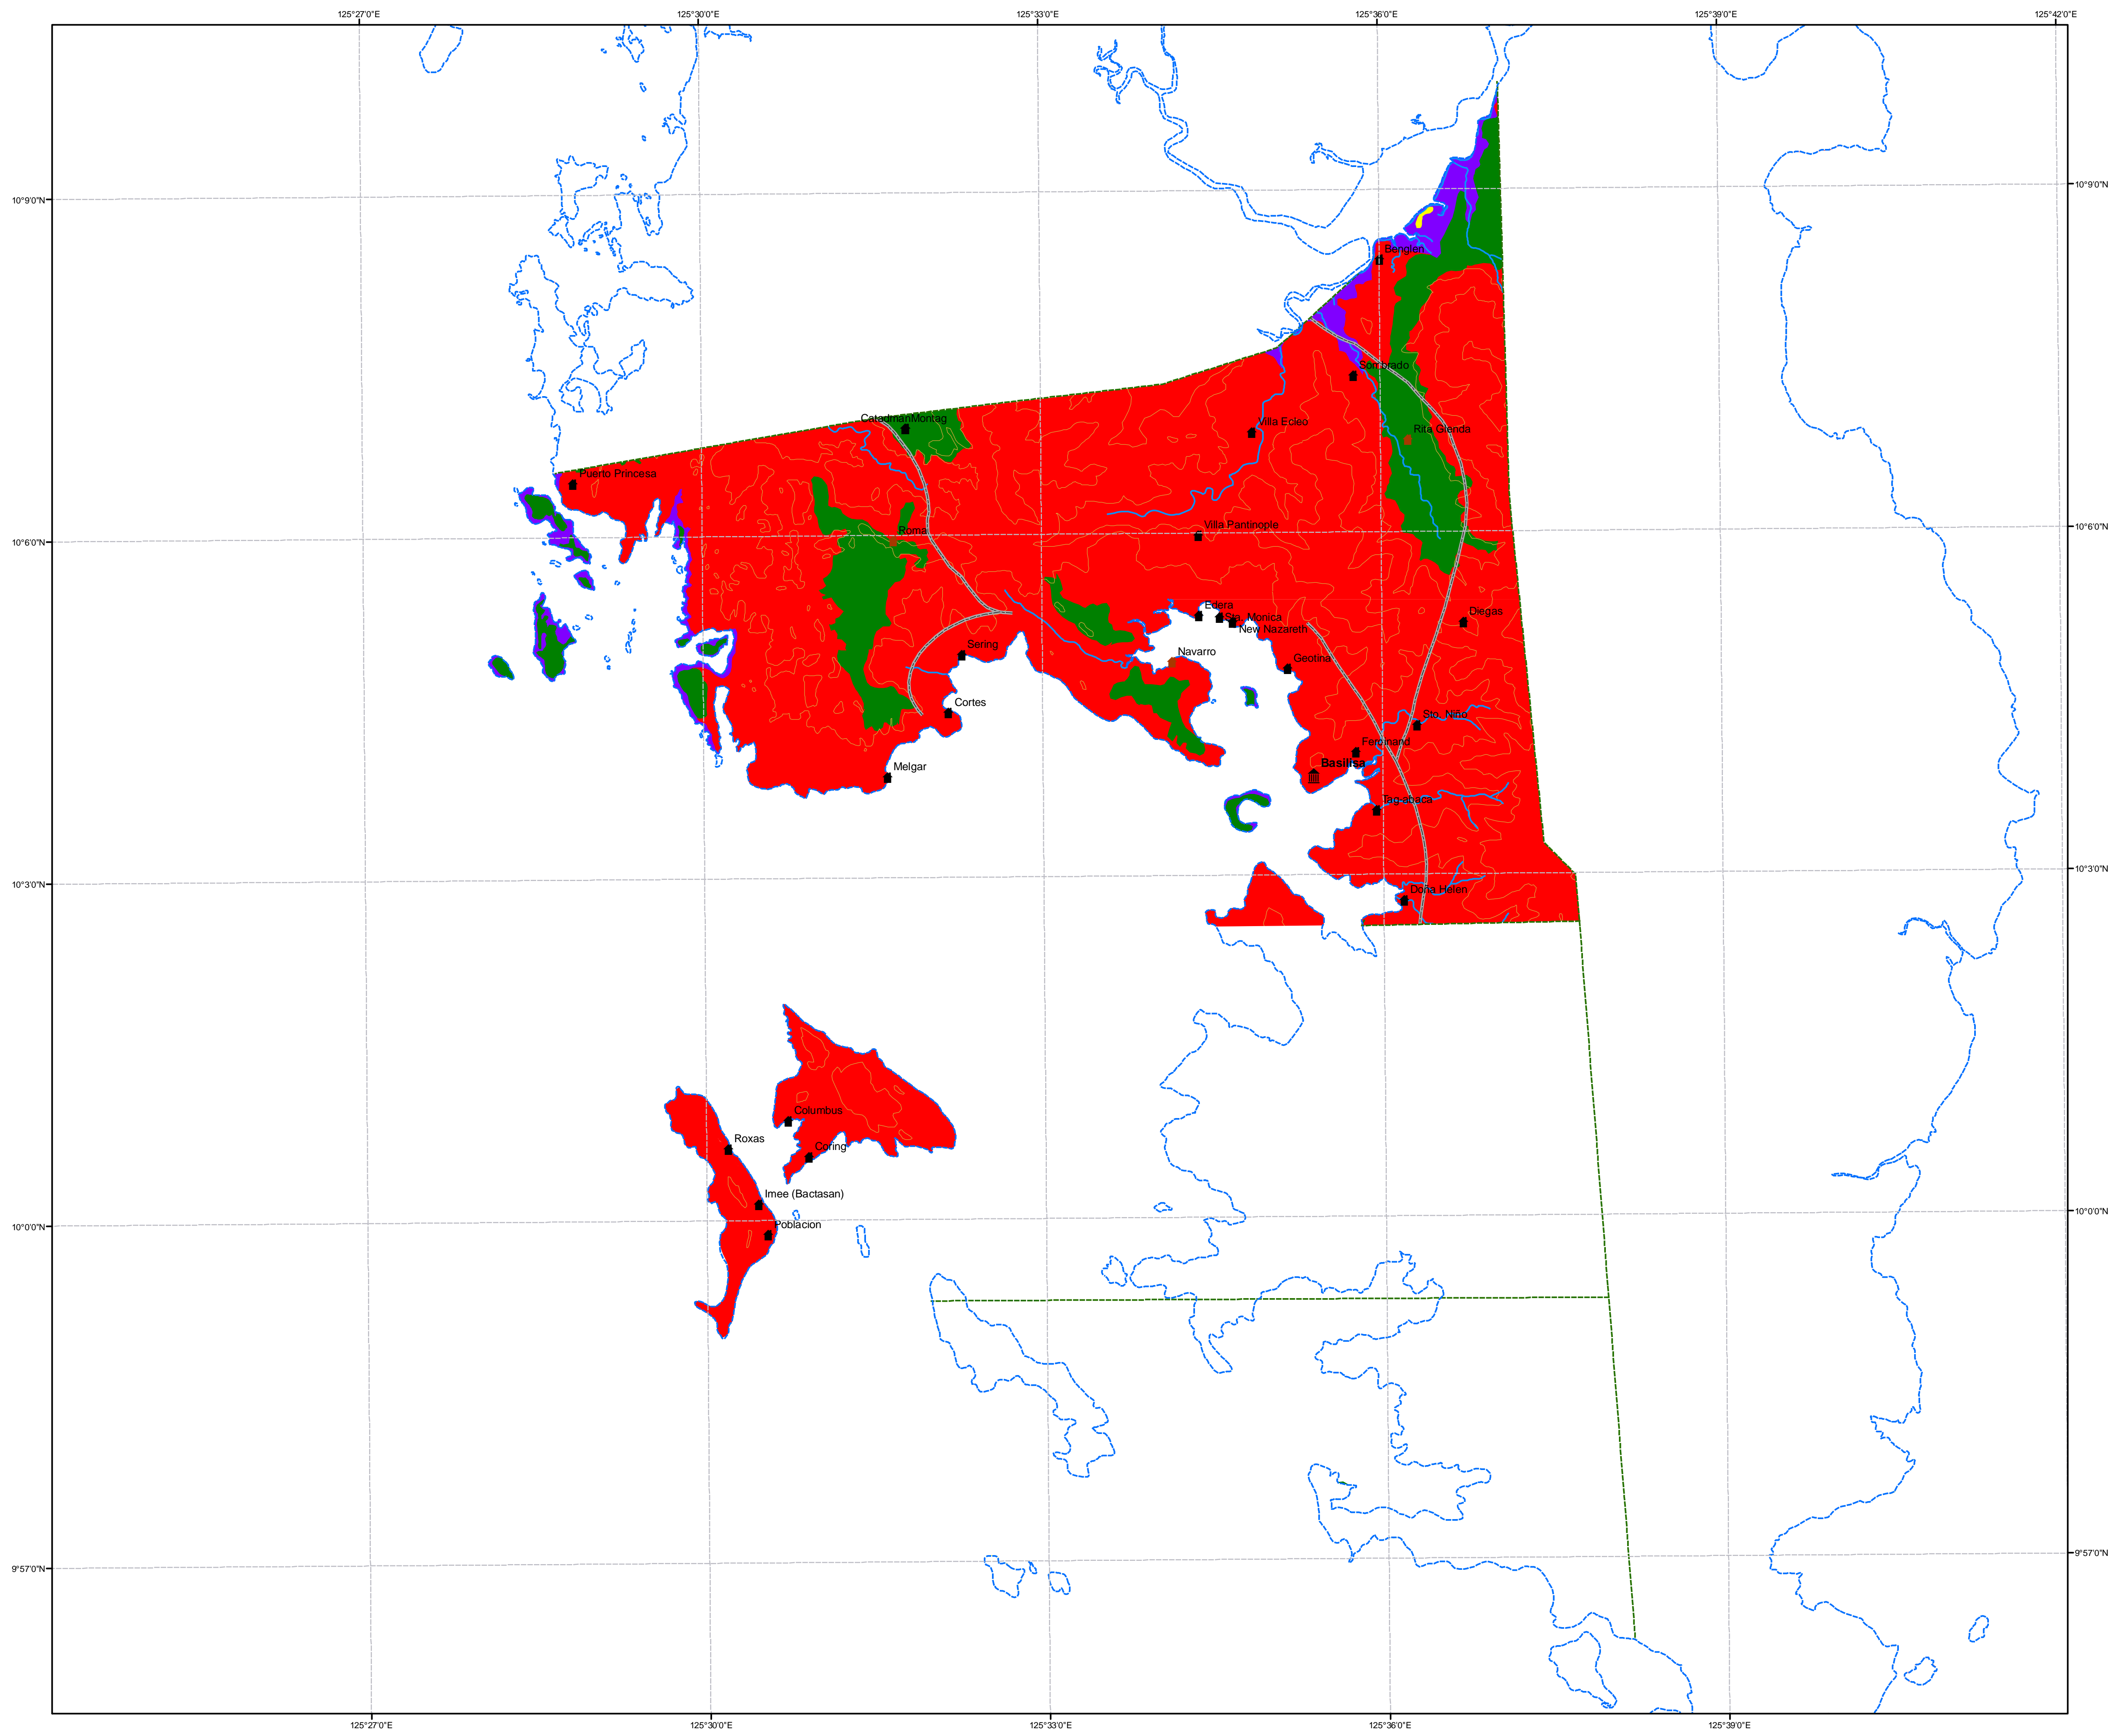 125°27'0"E
125°30'0"E
125°33'0"E
125°36'0"E
125°39'0"E
125°42'0"E
10°9'0"N
10°9'0"N
Benglen
Sombrado
CatadmanMontag
Villa Ecleo
Rita Glenda
Puerto Princesa
Villa Pantinople
Roma
10°6'0"N
10°6'0"N
Edera
Diegas
Sta. Monica
New Nazareth
Sering
Navarro
Geotina
Cortes
Sto. Niño
Ferdinand
Melgar
Basilisa
Tag-abaca
10°3'0"N
10°3'0"N
Doña Helen
Columbus
Roxas
Coring
Imee (Bactasan)
Poblacion
10°0'0"N
10°0'0"N
9°57'0"N
9°57'0"N
125°27'0"E
125°30'0"E
125°33'0"E
125°36'0"E
125°39'0"E